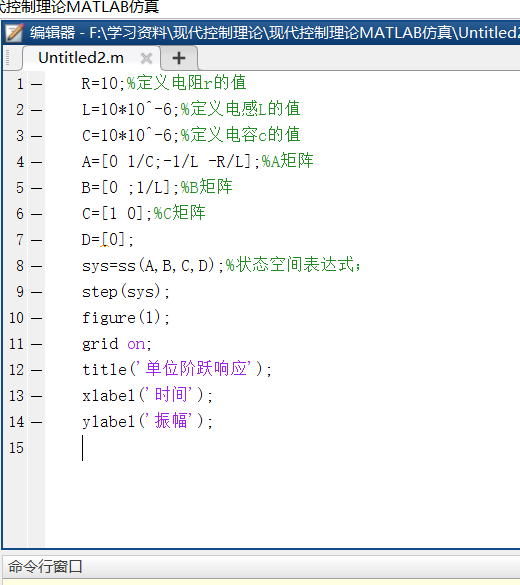 代控制理论MATLAB仿真
编辑器 - F:\学习资料\现代控制理论\现代控制理论MATLAB仿真\Untitled2
Untitled2.m
1 — R=10;%定义电阻r的值
2 — L=10*10^-6;%定义电感L的值
3 — C=10*10^-6;%定义电容c的值
4 — A=[0 1/C;-1/L -R/L];%A矩阵
5 — B=[0 ;1/L];%B矩阵
6 — C=[1 0];%C矩阵
7 — D=[0];
8 — sys=ss(A,B,C,D);%状态空间表达式;
9 — step(sys);
10 — figure(1);
11 — grid on;
12 — title('单位阶跃响应');
13 — xlabel('时间');
14 — ylabel('振幅');
15
命令行窗口